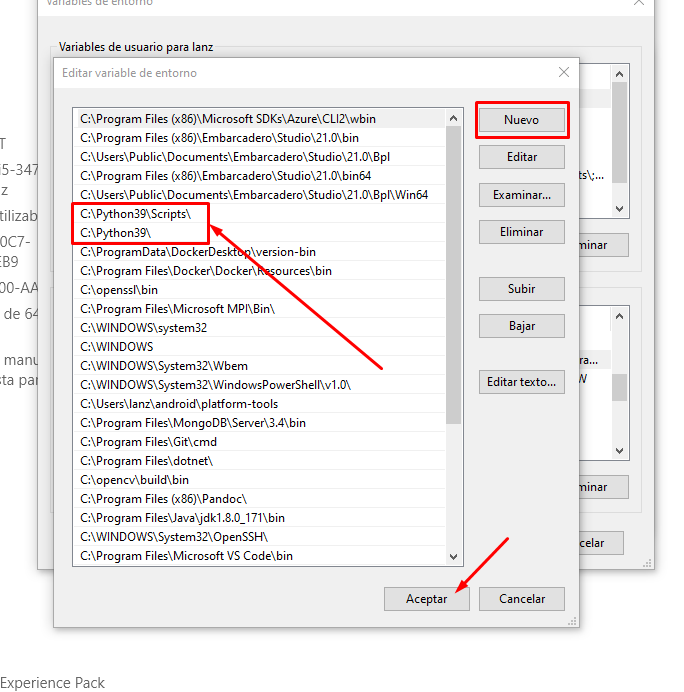 Variables de entorno
Variables de usuario para lanz
Editar variable de entorno
C:\Program Files (x86)\Microsoft SDKs\Azure\CLI2\wbin
C:\Program Files (x86)\Embarcadero\Studio\21.0\bin
C:\Users\Public\Documents\Embarcadero\Studio\21.0\Bpl
C:\Program Files (x86)\Embarcadero\Studio\21.0\bin64
C:\Users\Public\Documents\Embarcadero\Studio\21.0\Bpl\Win64
C:\Python39\Scripts\
C:\Python39\
C:\ProgramData\DockerDesktop\version-bin
C:\Program Files\Docker\Docker\Resources\bin
C:\openssl\bin
C:\Program Files\Microsoft MPI\Bin\
C:\WINDOWS\system32
C:\WINDOWS
C:\WINDOWS\System32\Wbem
C:\WINDOWS\System32\WindowsPowerShell\v1.0\
C:\Users\lanz\android\platform-tools
C:\Program Files\MongoDB\Server\3.4\bin
C:\Program Files\Git\cmd
C:\Program Files\dotnet\
C:\opencv\build\bin
C:\Program Files (x86)\Pandoc\
C:\Program Files\Java\jdk1.8.0_171\bin
C:\WINDOWS\System32\OpenSSH\
C:\Program Files\Microsoft VS Code\bin
Nuevo
Editar
Examinar...
Eliminar
Subir
Bajar
Editar texto...
Aceptar
Cancelar
T
i5-347
z
tilizab
0C7-
EB9
00-AA
de 64
manu
sta par
ts\;...
minar
ra...
W
minar
celar
Experience Pack